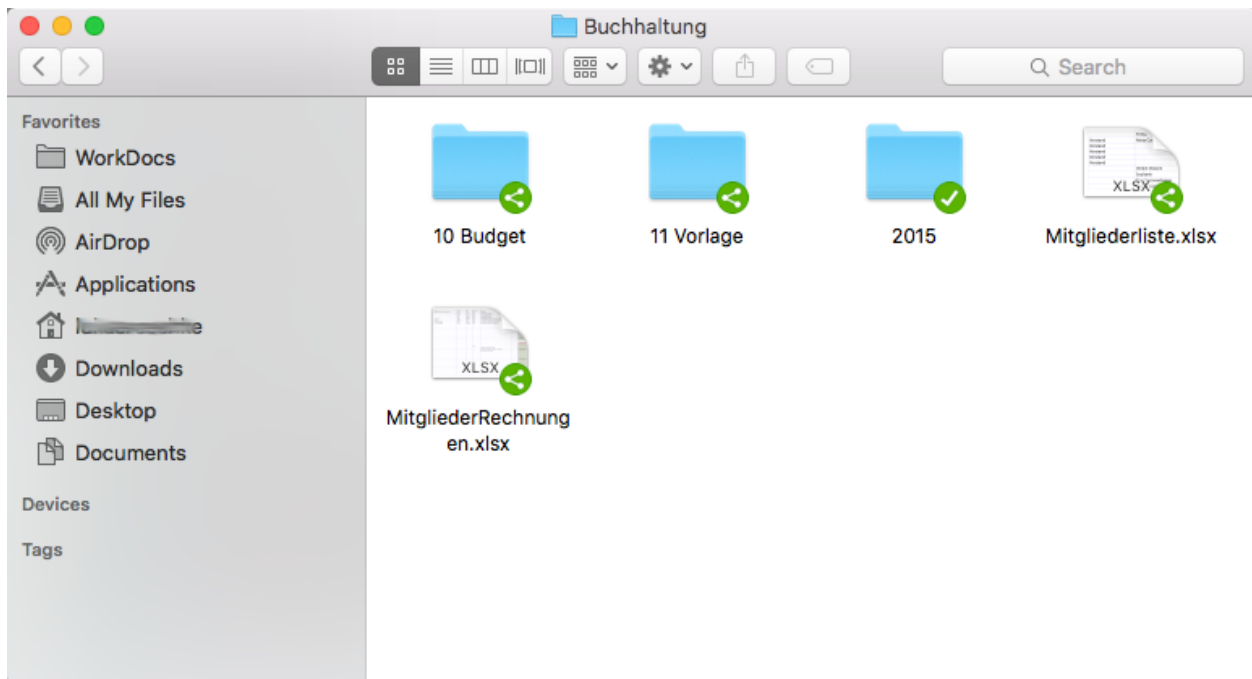 Buchhaltung
Search
Favorites
WorkDocs
All My Files
AirDrop
Applications
Downloads
Desktop
Documents
Devices
Tags
10 Budget
11 Vorlage
2015
XLSX
Mitgliederliste.xlsx
XLSX
MitgliederRechnung
en.xlsx